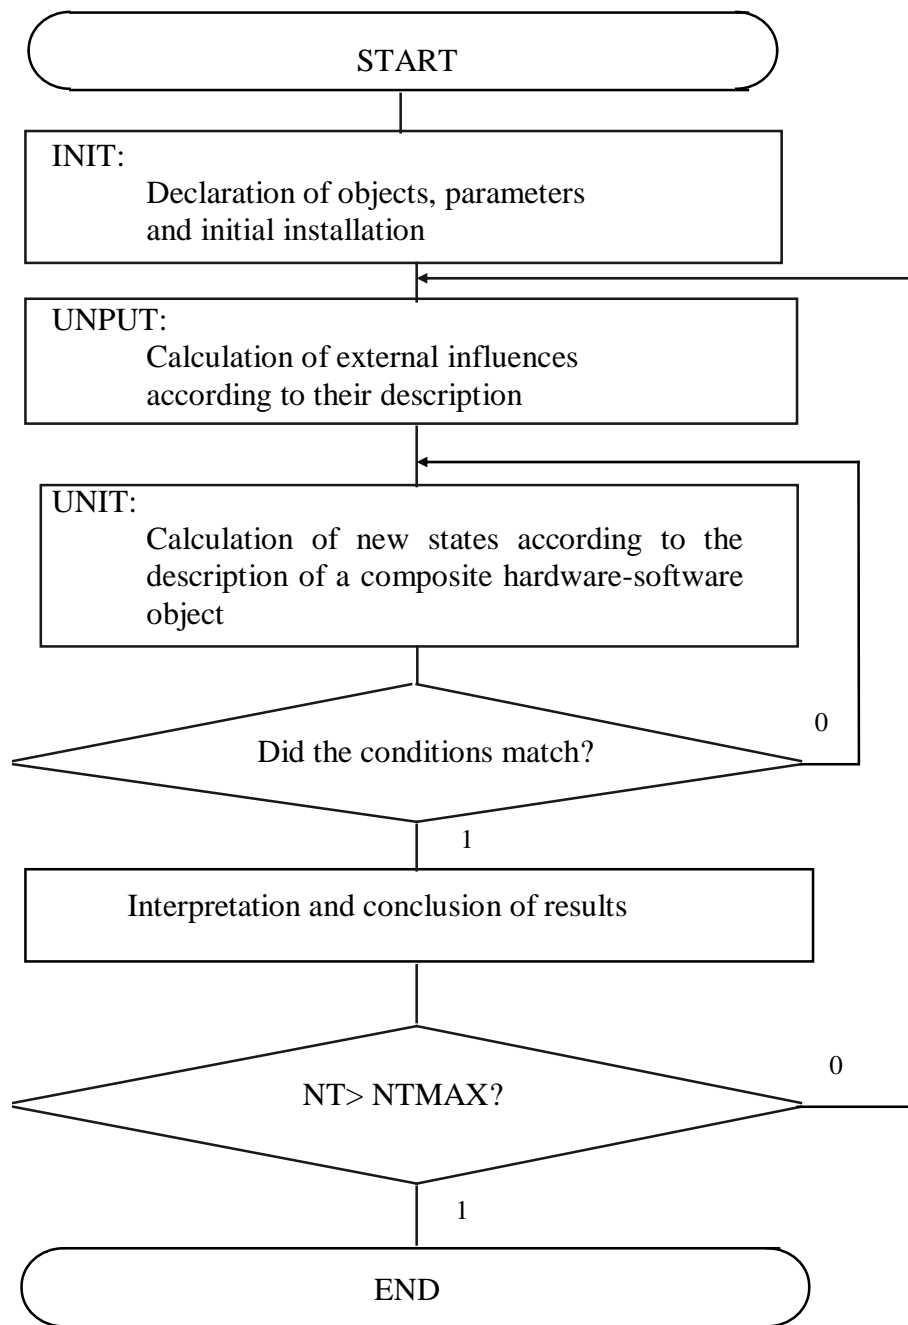 START
INIT:
Declaration of objects, parameters
and initial installation
UNPUT:
Calculation of external influences
according to their description
UNIT:
Calculation of new states according to the
description of a composite hardware-software
object
0
Did the conditions match?
1
Interpretation and conclusion of results
0
NT> NTMAX?
1
END